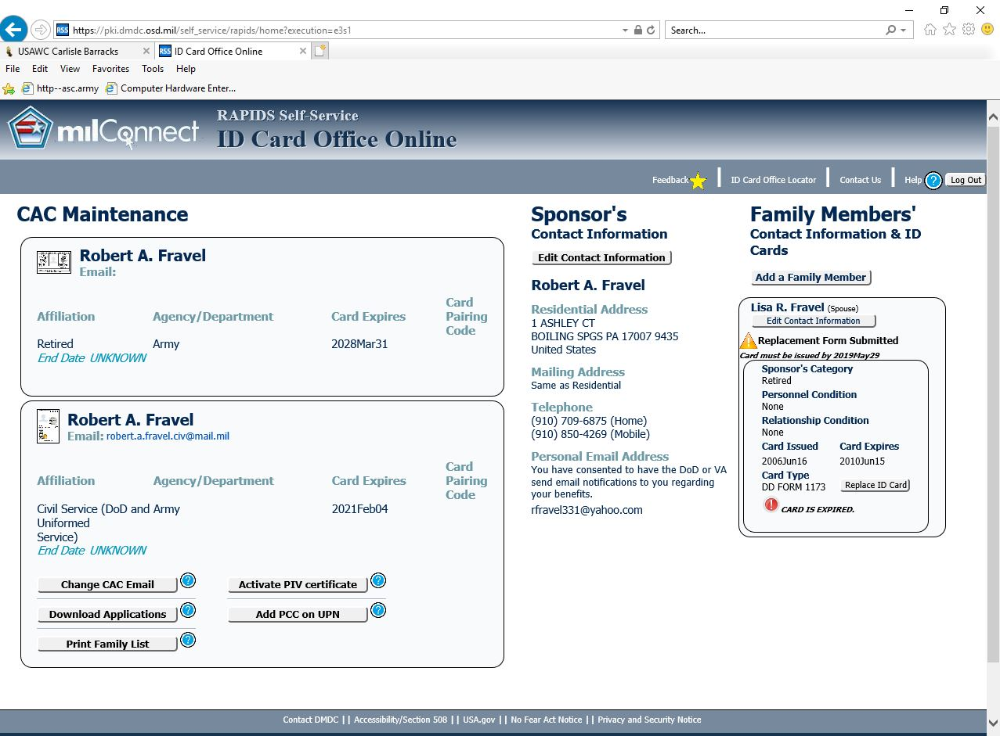 https://pki.dmdc.osd.mil/self_service/rapids/home?execution=e3s1
Search...
USAWC Carlisle Barracks
RSS ID Card Office Online
File Edit View Favorites Tools Help
http--asc.army Computer Hardware Enter...
milConnect
RAPIDS Self-Service
ID Card Office Online
Feedback ID Card Office Locator Contact Us Help ? Log Out
CAC Maintenance
Robert A. Fravel
Email:
Affiliation Agency/Department Card Expires Card Pairing Code
Retired Army 2028Mar31
End Date UNKNOWN
Robert A. Fravel
Email: robert.a.fravel.civ@mail.mil
Affiliation Agency/Department Card Expires Card Pairing Code
Civil Service (DoD and Army 2021Feb04
Uniformed
Service)
End Date UNKNOWN
Change CAC Email ? Activate PIV certificate ?
Download Applications ? Add PCC on UPN ?
Print Family List ?
Sponsor's
Contact Information
Edit Contact Information
Robert A. Fravel
Residential Address
1 ASHLEY CT
BOILING SPGS PA 17007 9435
United States
Mailing Address
Same as Residential
Telephone
(910) 709-6875 (Home)
(910) 850-4269 (Mobile)
Personal Email Address
You have consented to have the DoD or VA
send email notifications to you regarding
your benefits.
rfravel331@yahoo.com
Family Members'
Contact Information & ID
Cards
Add a Family Member
Lisa R. Fravel (Spouse)
Edit Contact Information
Replacement Form Submitted
Card must be issued by 2019May29
Sponsor's Category
Retired
Personnel Condition
None
Relationship Condition
None
Card Issued Card Expires
2006Jun16 2010Jun15
Card Type
DD FORM 1173 Replace ID Card
CARD IS EXPIRED.
Contact DMDC || Accessibility/Section 508 || USA.gov || No Fear Act Notice || Privacy and Security Notice